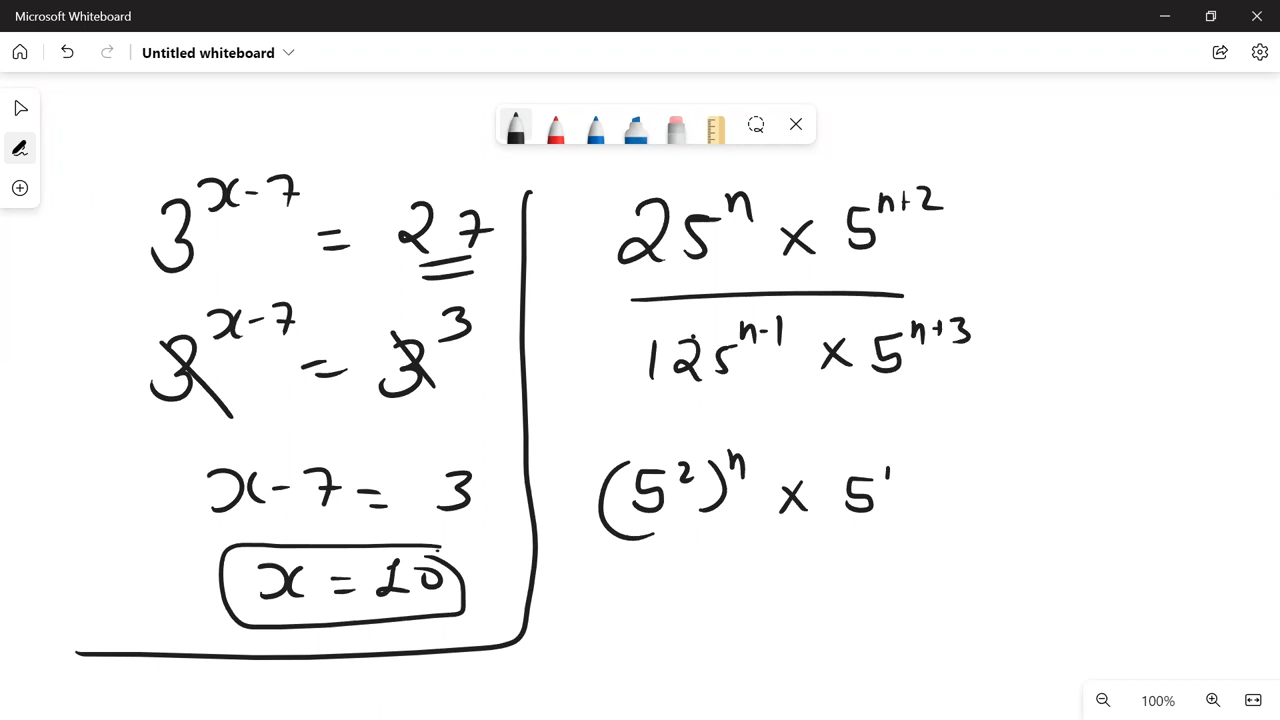 Microsoft Whiteboard
Untitled whiteboard
3^{x-7} = 27
3^{x-7} = 3^{3}
x-7 = 3
x = 10
25^{n} × 5^{n+2}
125^{n-1} × 5^{n+3}
(5^{2})^{n} × 5
100%